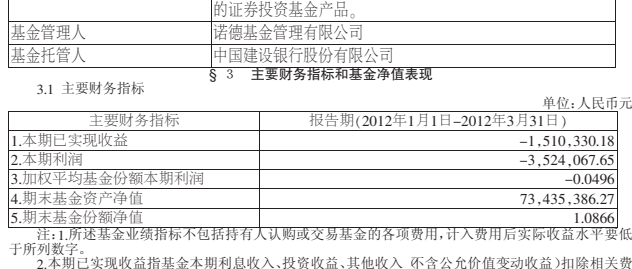 的证券投资基金产品。
基金管理人 诺德基金管理有限公司
基金托管人 中国建设银行股份有限公司
§ 3 主要财务指标和基金净值表现
3.1 主要财务指标
单位:人民币元
主要财务指标 报告期(2012年1月1日-2012年3月31日)
1.本期已实现收益 -1,510,330.18
2.本期利润 -3,524,067.65
3.加权平均基金份额本期利润 -0.0496
4.期末基金资产净值 73,435,386.27
5.期末基金份额净值 1.0866
注:1.所述基金业绩指标不包括持有人认购或交易基金的各项费用,计入费用后实际收益水平要低
于所列数字。
2.本期已实现收益指基金本期利息收入、投资收益、其他收入 不含公允价值变动收益)扣除相关费